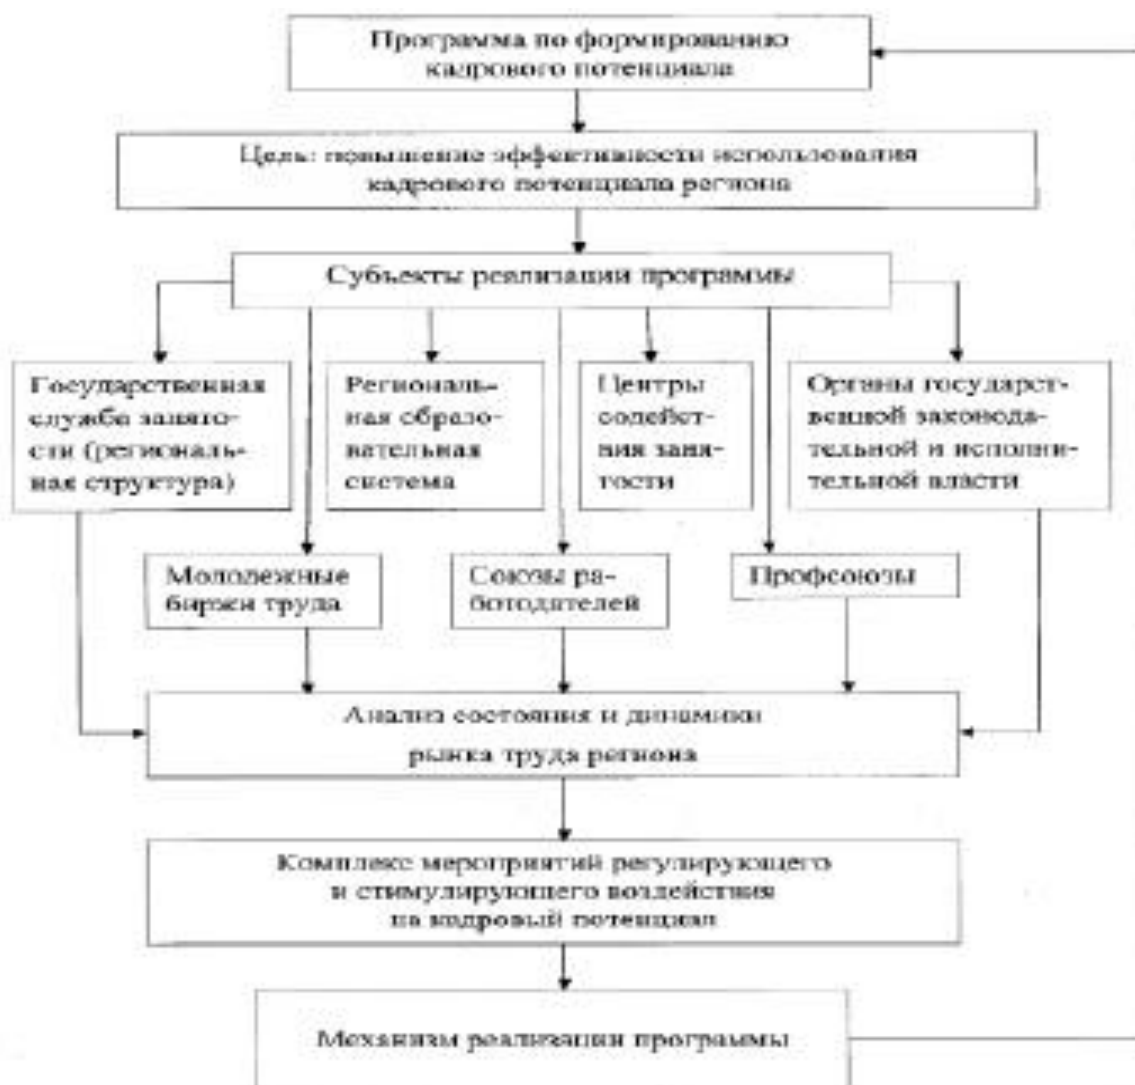 Программа по формированию
кадрового потенциала
Цель: повышение эффективности использования
кадрового потенциала региона
Субъекты реализации программы
Государственная
служба занято-
сти (региональ-
ная структура)
Региональ-
ная образо-
вательная
система
Центры
содейст-
вия заня-
тости
Органы государст-
венной законода-
тельной и исполни-
тельной власти
Молодежные
биржи труда
Союзы ра-
ботодателей
Профсоюзы
Анализ состояния и динамики
рынка труда региона
Комплекс мероприятий регулирующего
и стимулирующего воздействия
на кадровый потенциал
Механизм реализации программы